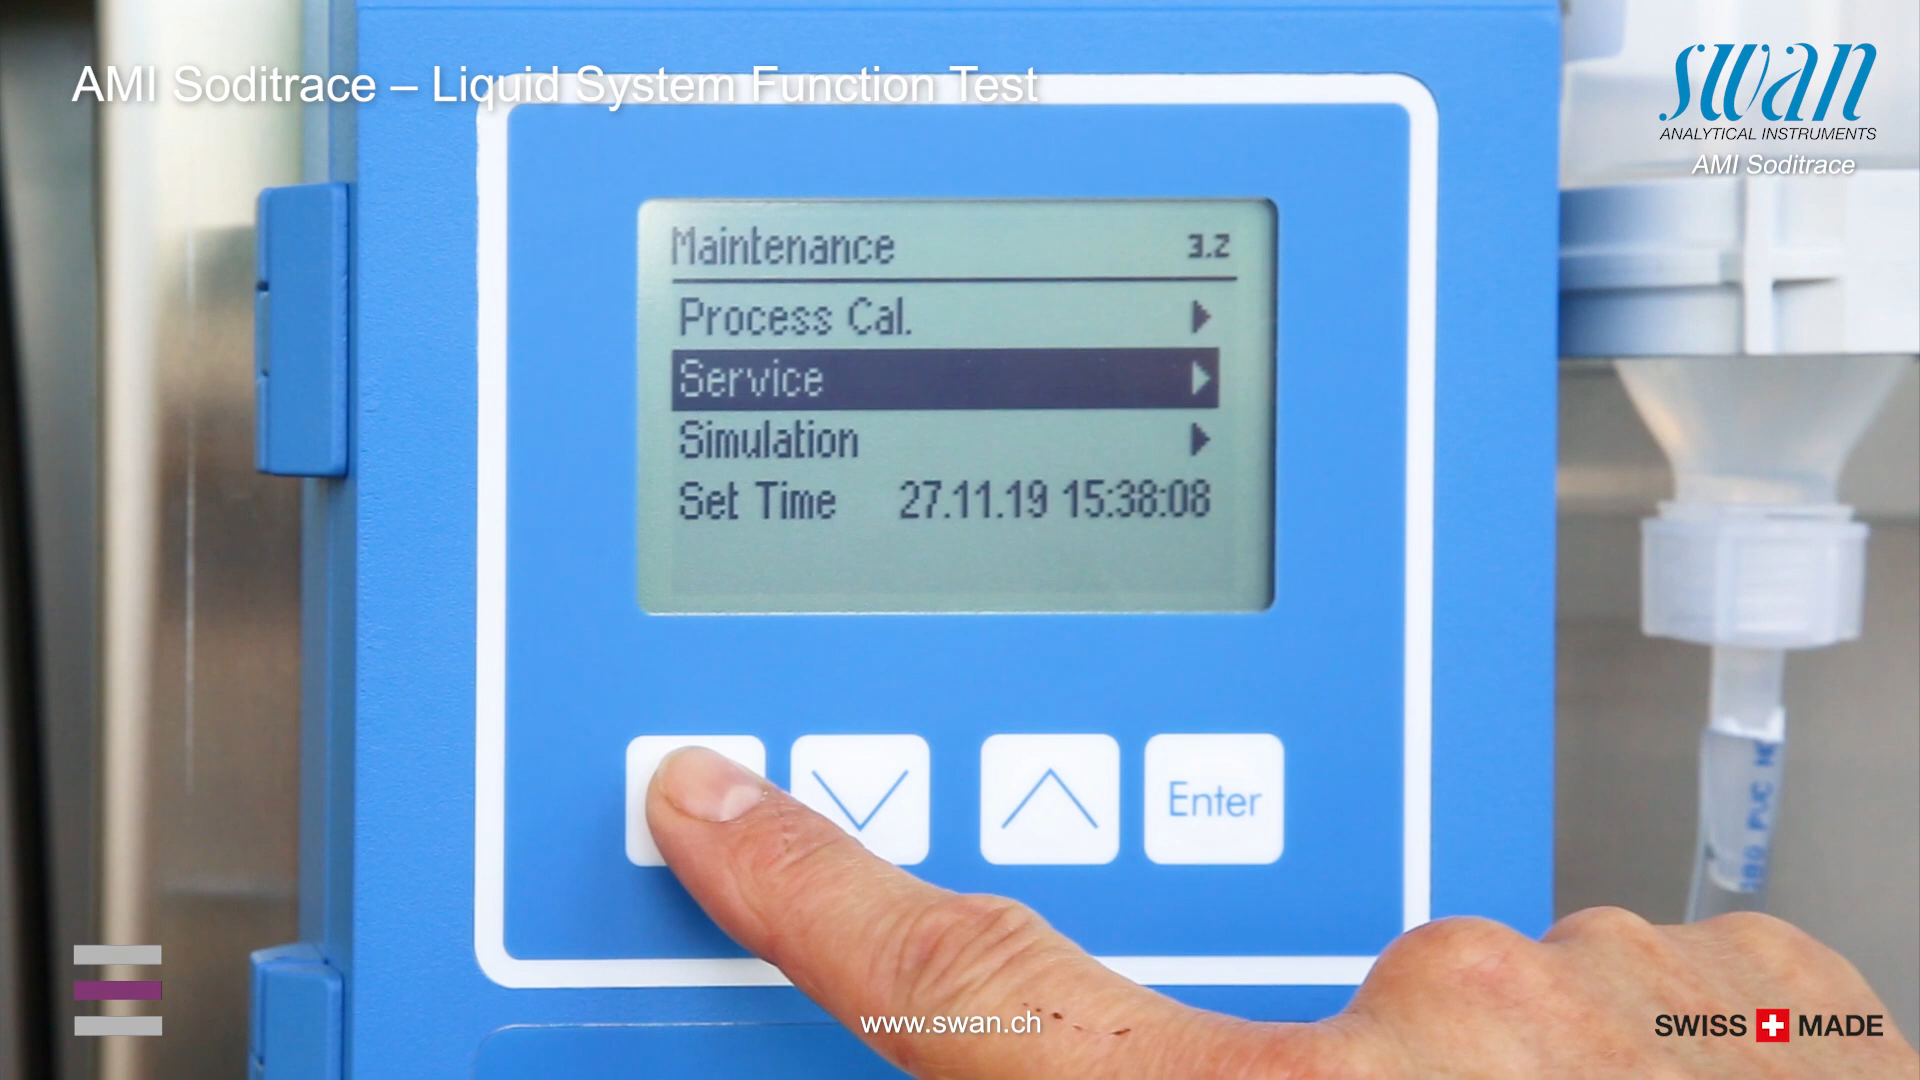 AMI Soditrace – Liquid System Function Test
swan
ANALYTICAL INSTRUMENTS
AMI Soditrace
Maintenance 3.2
Process Cal.
Service
Simulation
Set Time 27.11.19 15:38:08
Enter
PVC
www.swan.ch
SWISS MADE